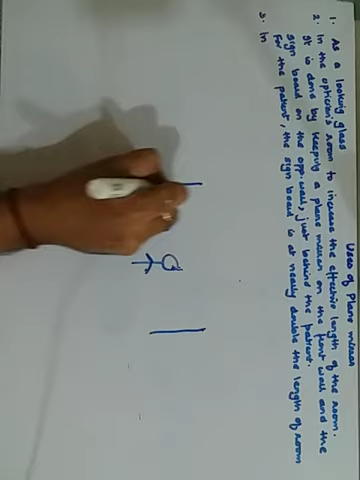 Uses of Plane mirror
1. As a looking glass
2. In the optician's room to increase the effective length of the room.
It is done by keeping a plane mirror on the front wall and the
sign board on the opp. wall, just behind the patient.
For the patient, the sign board is at nearly double the length of room
3. In